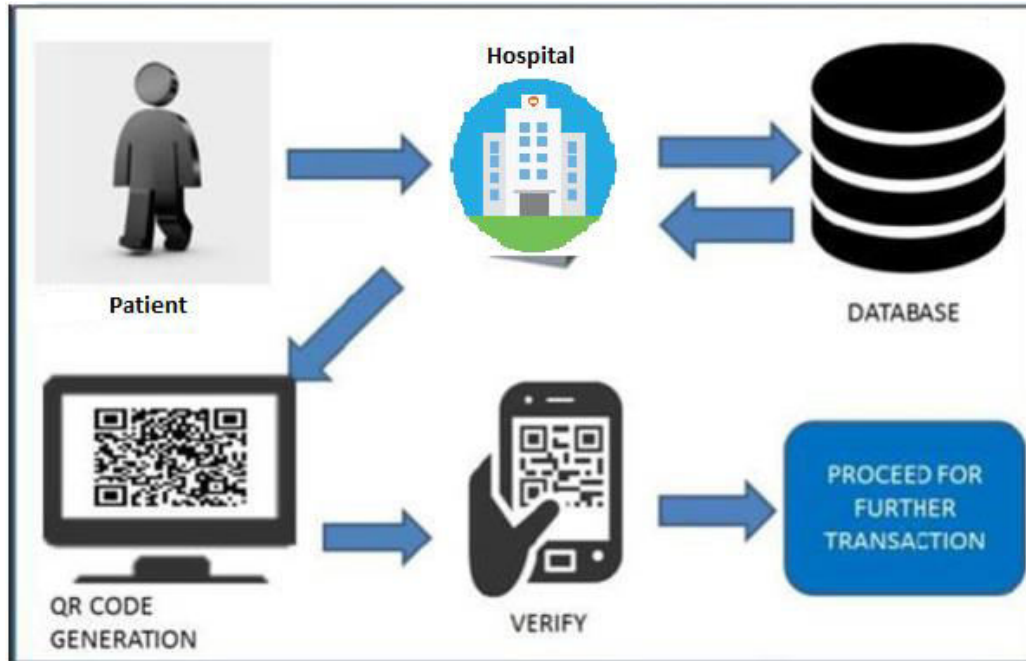 Hospital
Patient
DATABASE
QR CODE
GENERATION
VERIFY
PROCEED FOR
FURTHER
TRANSACTION